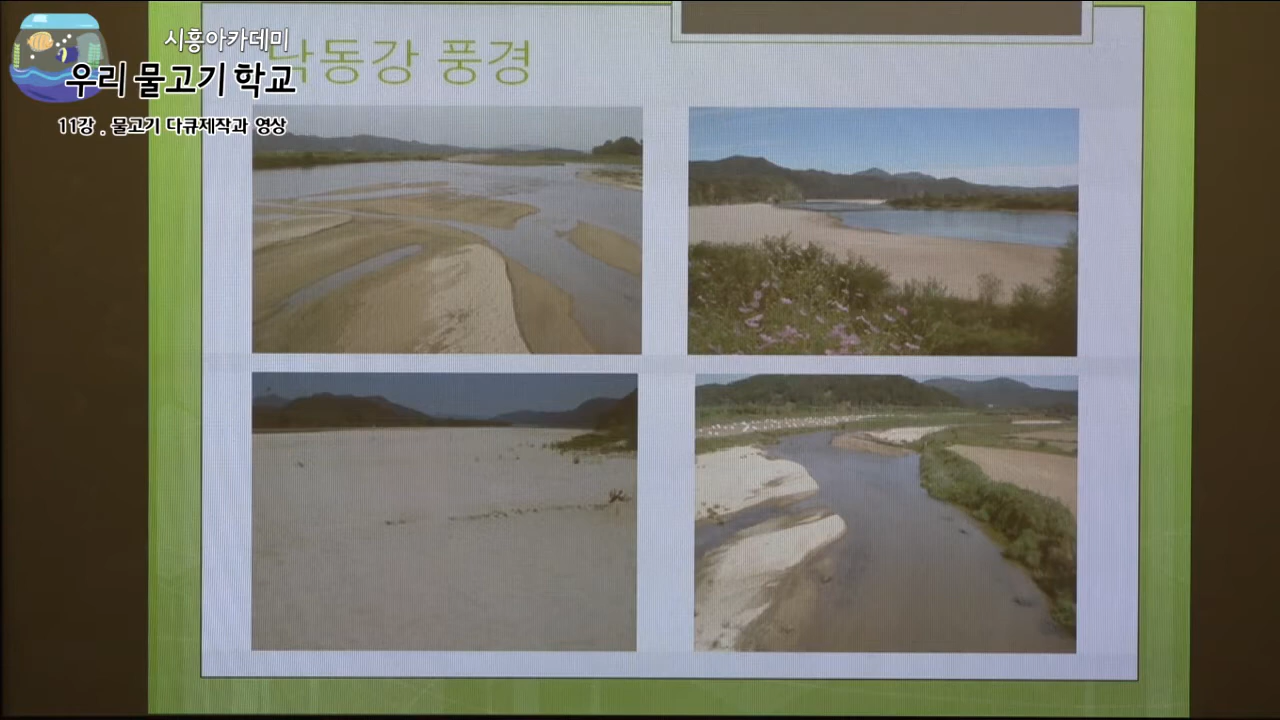 시흥아카데미
우리 물고기 학교
11강 . 물고기 다큐제작과 영상
낙동강 풍경